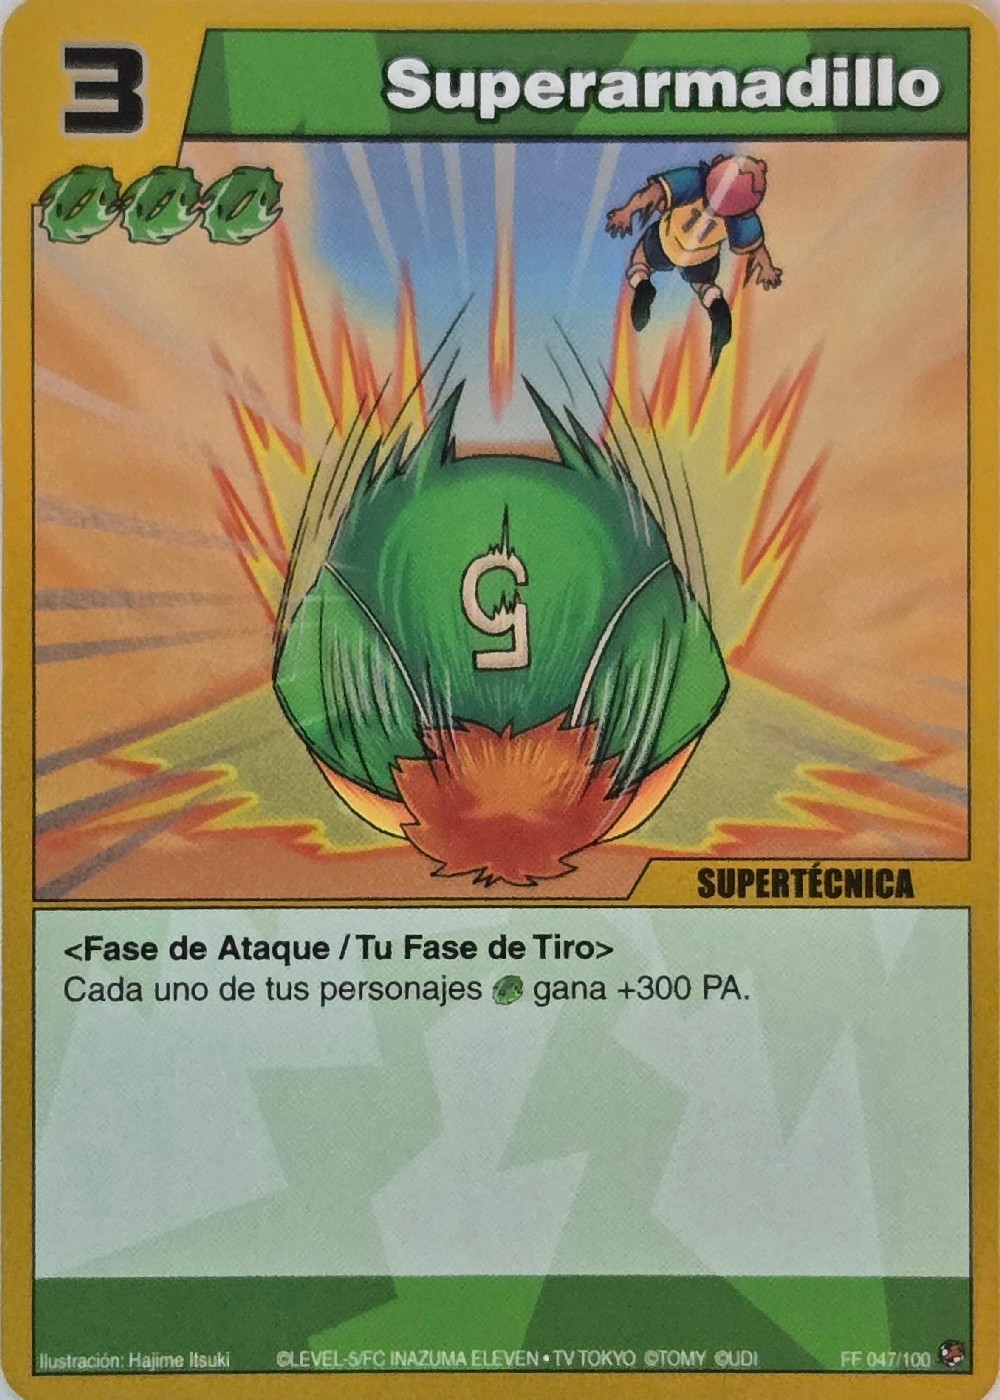 3
Superarmadillo
11
5
SUPERTÉCNICA
<Fase de Ataque / Tu Fase de Tiro>
Cada uno de tus personajes gana +300 PA.
Ilustración: Hajime Itsuki ©LEVEL-5/FC INAZUMA ELEVEN • TV TOKYO ©TOMY ©UDI FF 047/100